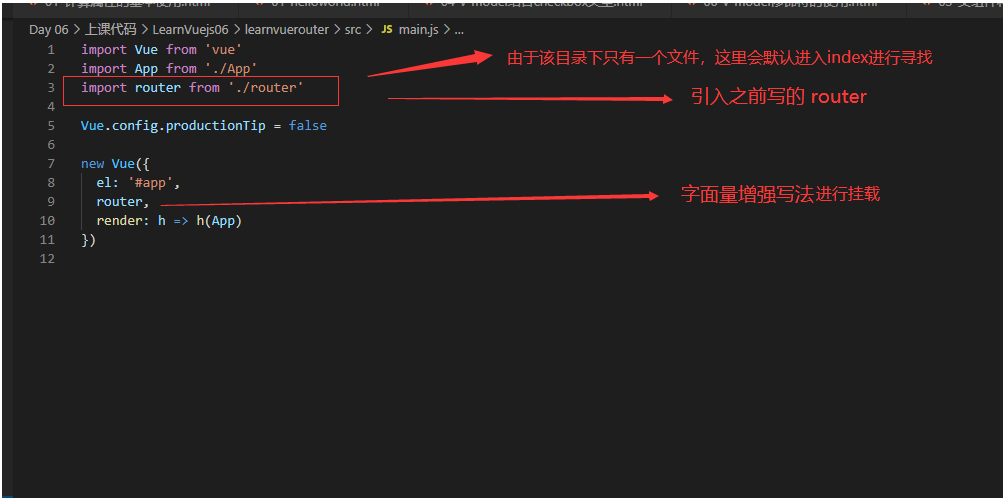 Day 06 > 上课代码 > LearnVuejs06 > learnvuerouter > src > JS main.js > ...
1 import Vue from 'vue'
2 import App from './App'
3 import router from './router'
4
5 Vue.config.productionTip = false
6
7 new Vue({
8 el: '#app',
9 router,
10 render: h => h(App)
11 })
12
由于该目录下只有一个文件，这里会默认进入index进行寻找
引入之前写的 router
字面量增强写法进行挂载